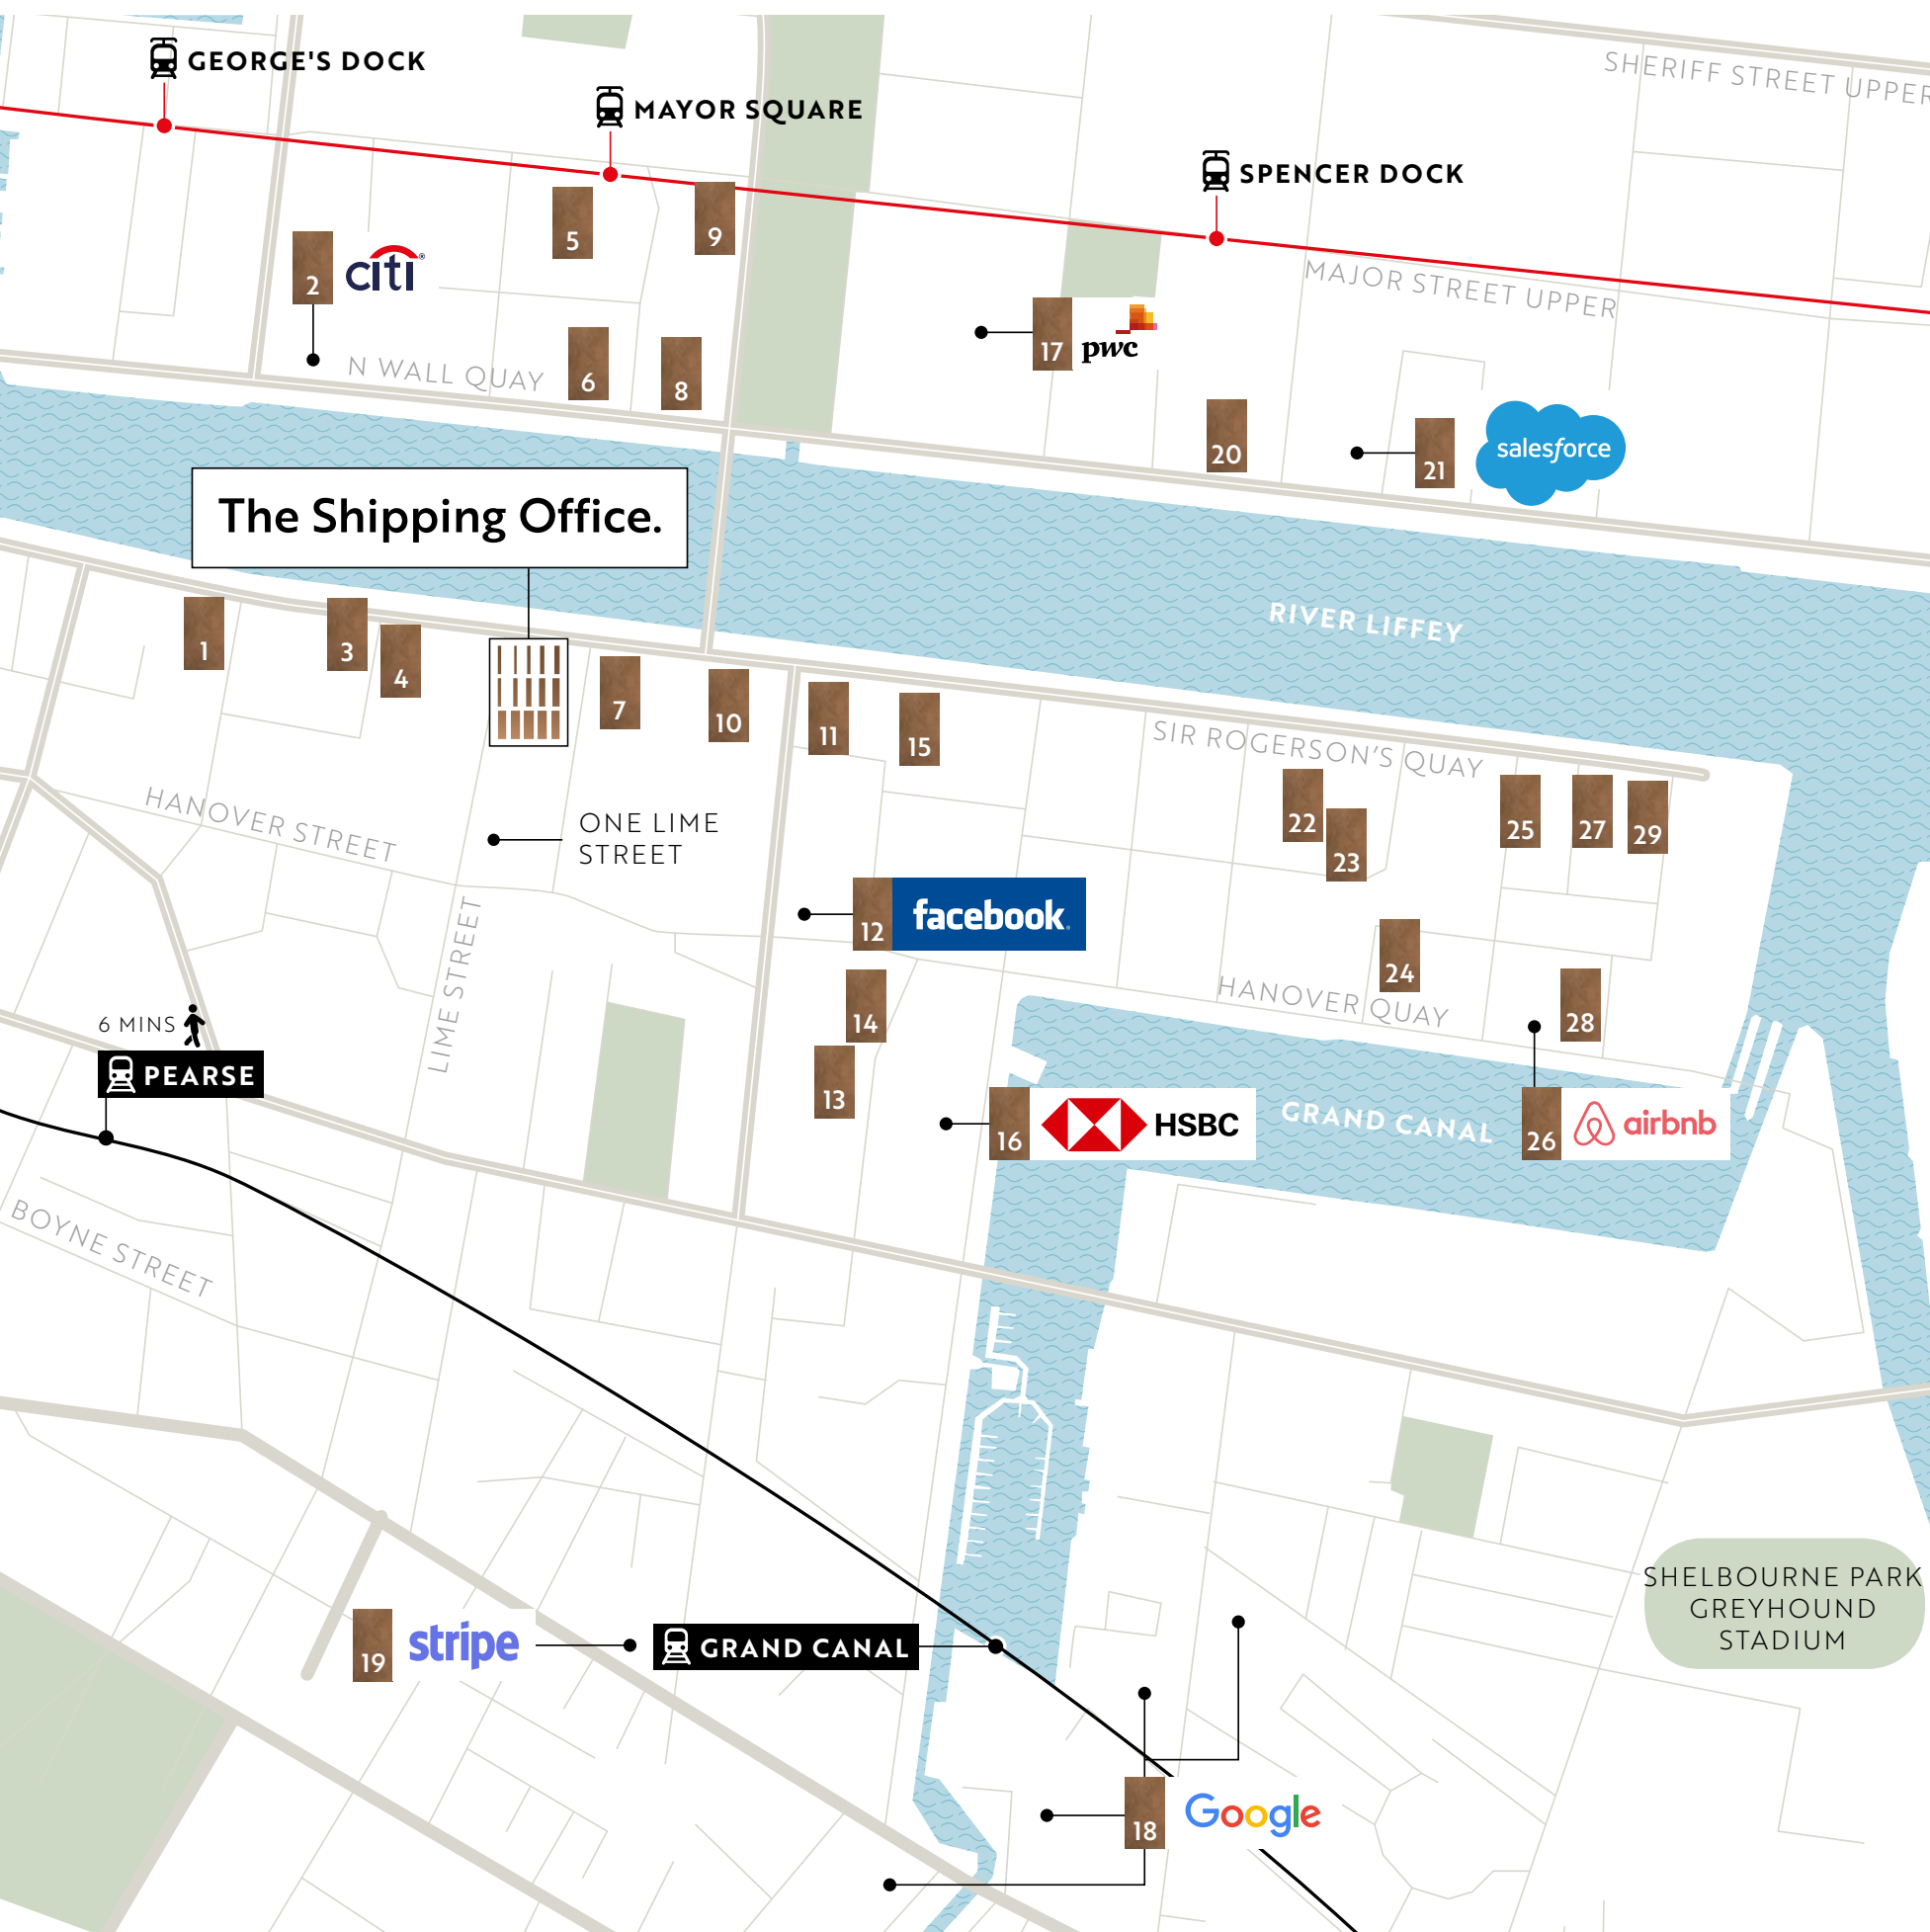 SHERIFF STREET UPPER
GEORGE'S DOCK
MAYOR SQUARE
SPENCER DOCK
5
9
2
citi
MAJOR STREET UPPER
17
pwc
N WALL QUAY
6
8
20
21
salesforce
The Shipping Office.
RIVER LIFFEY
1
3
4
7
10
11
15
SIR ROGERSON'S QUAY
22
23
25
27
29
HANOVER STREET
ONE LIME
STREET
12
facebook
24
28
HANOVER QUAY
LIME STREET
14
13
6 MINS
PEARSE
16
HSBC
GRAND CANAL
26
airbnb
BOYNE STREET
SHELBOURNE PARK
GREYHOUND
STADIUM
19
stripe
GRAND CANAL
18
Google